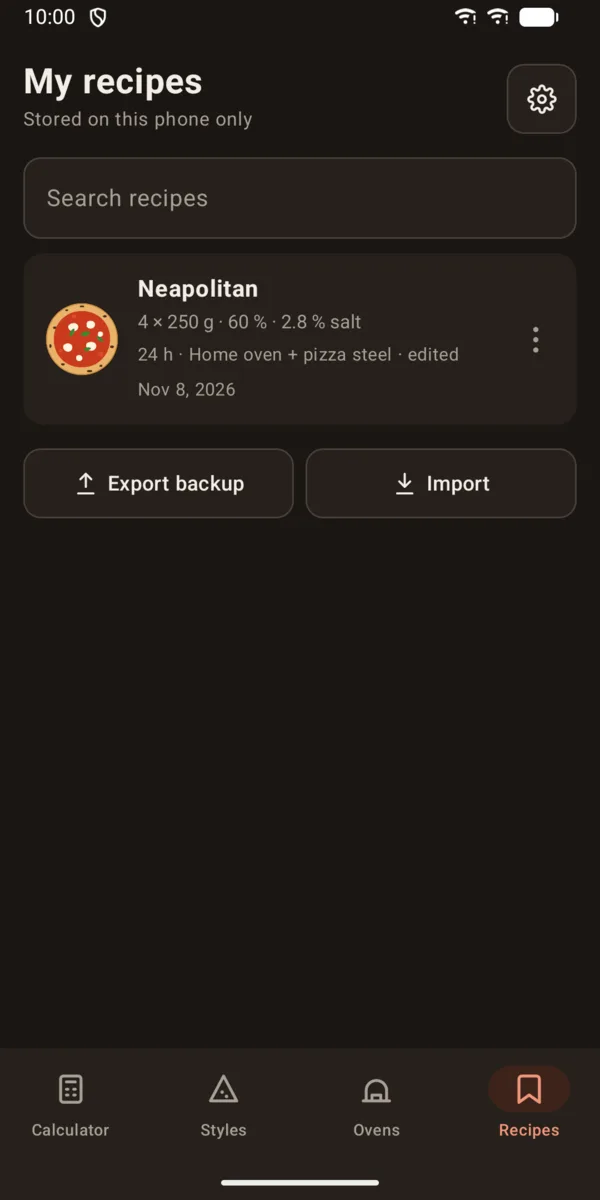 10:00
My recipes
Stored on this phone only
Search recipes
Neapolitan
4 × 250 g · 60 % · 2.8 % salt
24 h · Home oven + pizza steel · edited
Nov 8, 2026
Export backup
Import
Calculator
Styles
Ovens
Recipes